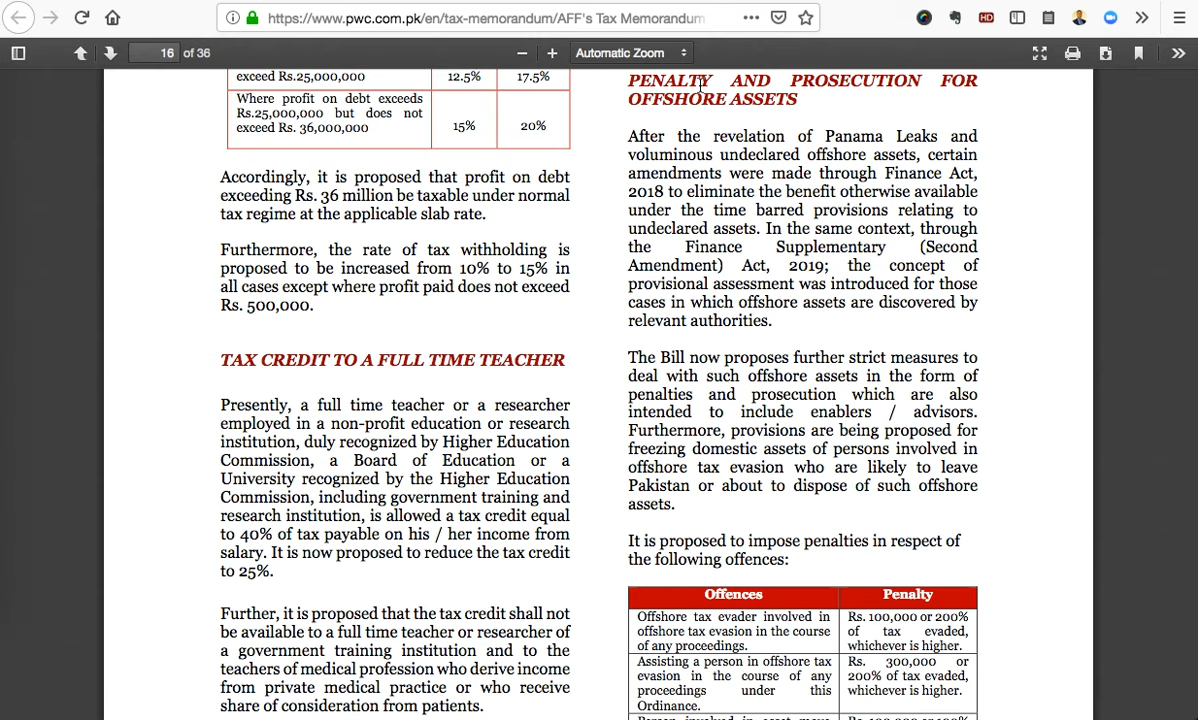 https://www.pwc.com.pk/en/tax-memorandum/AFF's Tax Memorandum
HD
16 of 36
Automatic Zoom
exceed Rs.25,000,000 12.5% 17.5%
Where profit on debt exceeds
Rs.25,000,000 but does not
exceed Rs. 36,000,000 15% 20%
Accordingly, it is proposed that profit on debt
exceeding Rs. 36 million be taxable under normal
tax regime at the applicable slab rate.
Furthermore, the rate of tax withholding is
proposed to be increased from 10% to 15% in
all cases except where profit paid does not exceed
Rs. 500,000.
TAX CREDIT TO A FULL TIME TEACHER
Presently, a full time teacher or a researcher
employed in a non-profit education or research
institution, duly recognized by Higher Education
Commission, a Board of Education or a
University recognized by the Higher Education
Commission, including government training and
research institution, is allowed a tax credit equal
to 40% of tax payable on his / her income from
salary. It is now proposed to reduce the tax credit
to 25%.
Further, it is proposed that the tax credit shall not
be available to a full time teacher or researcher of
a government training institution and to the
teachers of medical profession who derive income
from private medical practice or who receive
share of consideration from patients.
PENALTY AND PROSECUTION FOR
OFFSHORE ASSETS
After the revelation of Panama Leaks and
voluminous undeclared offshore assets, certain
amendments were made through Finance Act,
2018 to eliminate the benefit otherwise available
under the time barred provisions relating to
undeclared assets. In the same context, through
the Finance Supplementary (Second
Amendment) Act, 2019; the concept of
provisional assessment was introduced for those
cases in which offshore assets are discovered by
relevant authorities.
The Bill now proposes further strict measures to
deal with such offshore assets in the form of
penalties and prosecution which are also
intended to include enablers / advisors.
Furthermore, provisions are being proposed for
freezing domestic assets of persons involved in
offshore tax evasion who are likely to leave
Pakistan or about to dispose of such offshore
assets.
It is proposed to impose penalties in respect of
the following offences:
Offences Penalty
Offshore tax evader involved in Rs. 100,000 or 200%
offshore tax evasion in the course of tax evaded,
of any proceedings. whichever is higher.
Assisting a person in offshore tax Rs. 300,000 or
evasion in the course of any 200% of tax evaded,
proceedings under this whichever is higher.
Ordinance.
Person involved in asset move Rs. 100,000 or 100%